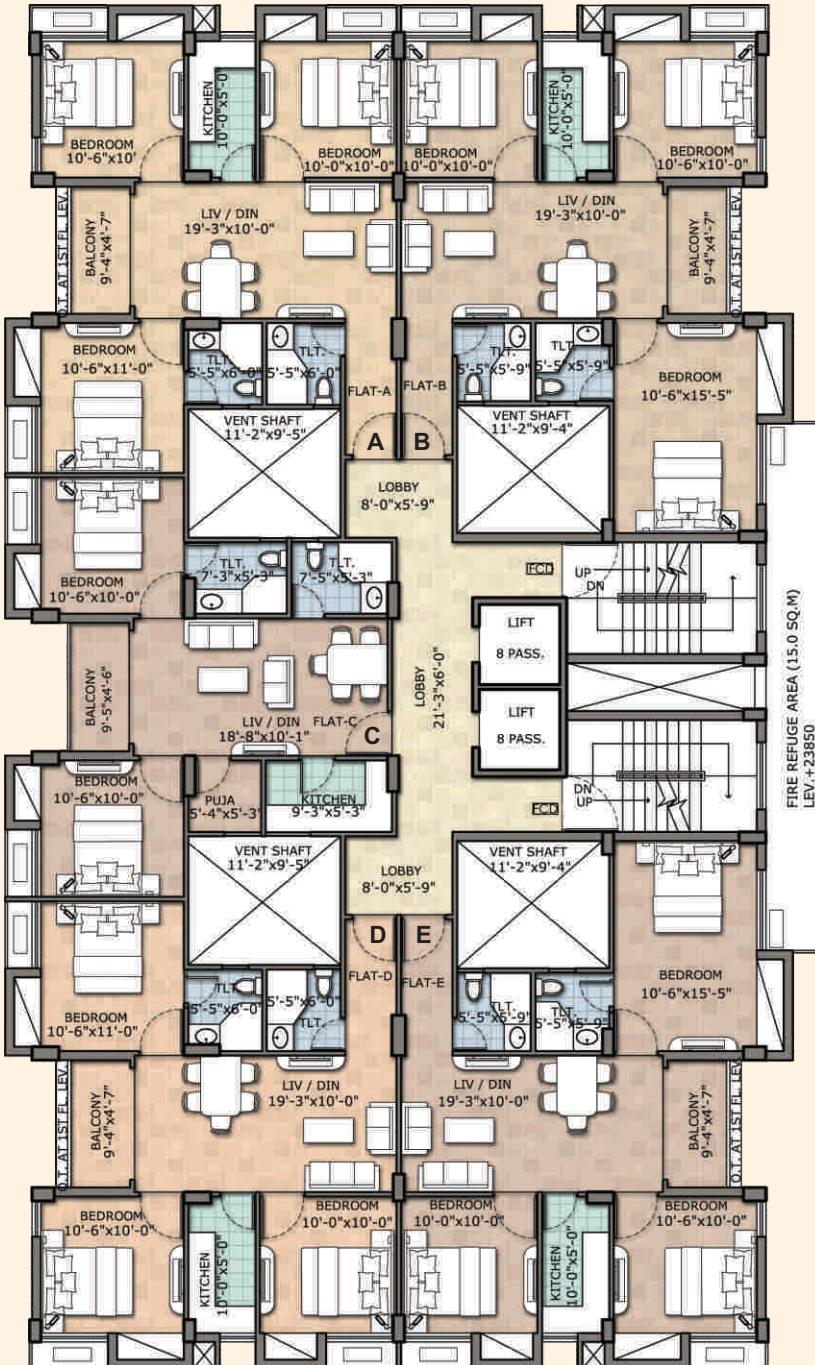 KITCHEN
10'-0"x5'-0"
KITCHEN
10'-0"x5'-0"
BEDROOM
10'-6"x10'
BEDROOM
10'-0"x10'-0"
BEDROOM
10'-0"x10'-0"
BEDROOM
10'-6"x10'-0"
O.T. AT 1ST FL. LEV.
BALCONY
9'-4"x4'-7"
LIV / DIN
19'-3"x10'-0"
LIV / DIN
19'-3"x10'-0"
BALCONY
9'-4"x4'-7"
O.T. AT 1ST FL. LEV.
BEDROOM
10'-6"x11'-0"
TLT.
5'-5"x6'-0"
TLT.
5'-5"x6'-0"
FLAT-A
FLAT-B
TLT.
5'-5"x5'-9"
TLT.
5'-5"x5'-9"
BEDROOM
10'-6"x15'-5"
VENT SHAFT
11'-2"x9'-5"
A
B
VENT SHAFT
11'-2"x9'-4"
LOBBY
8'-0"x5'-9"
BEDROOM
10'-6"x10'-0"
TLT.
7'-3"x5'-3"
TLT.
7'-5"x5'-3"
FCD
UP
DN
LIFT
8 PASS.
BALCONY
9'-5"x4'-6"
LIV / DIN
18'-8"x10'-1"
FLAT-C
C
LOBBY
21'-3"x6'-0"
LIFT
8 PASS.
FIRE REFUGE AREA (15.0 SQ.M)
LEV.+23850
BEDROOM
10'-6"x10'-0"
PUJA
5'-4"x5'-3"
KITCHEN
9'-3"x5'-3"
DN
UP
FCD
VENT SHAFT
11'-2"x9'-5"
LOBBY
8'-0"x5'-9"
VENT SHAFT
11'-2"x9'-4"
D
E
BEDROOM
10'-6"x11'-0"
TLT.
5'-5"x6'-0"
5'-5"x6'-0"
TLT.
FLAT-D
FLAT-E
TLT.
5'-5"x5'-9"
TLT.
5'-5"x5'-9"
BEDROOM
10'-6"x15'-5"
O.T. AT 1ST FL. LEV.
BALCONY
9'-4"x4'-7"
LIV / DIN
19'-3"x10'-0"
LIV / DIN
19'-3"x10'-0"
BALCONY
9'-4"x4'-7"
O.T. AT 1ST FL. LEV.
BEDROOM
10'-6"x10'-0"
KITCHEN
10'-0"x5'-0"
BEDROOM
10'-0"x10'-0"
BEDROOM
10'-0"x10'-0"
KITCHEN
10'-0"x5'-0"
BEDROOM
10'-6"x10'-0"